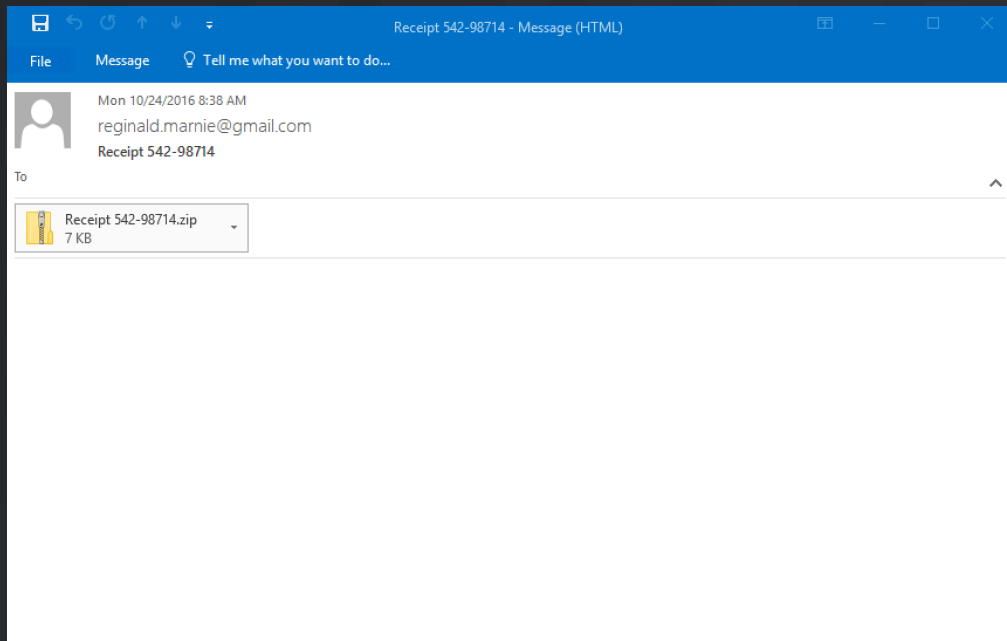 Receipt 542-98714 - Message (HTML)
File Message Tell me what you want to do...
Mon 10/24/2016 8:38 AM
reginald.marnie@gmail.com
Receipt 542-98714
To
Receipt 542-98714.zip
7 KB